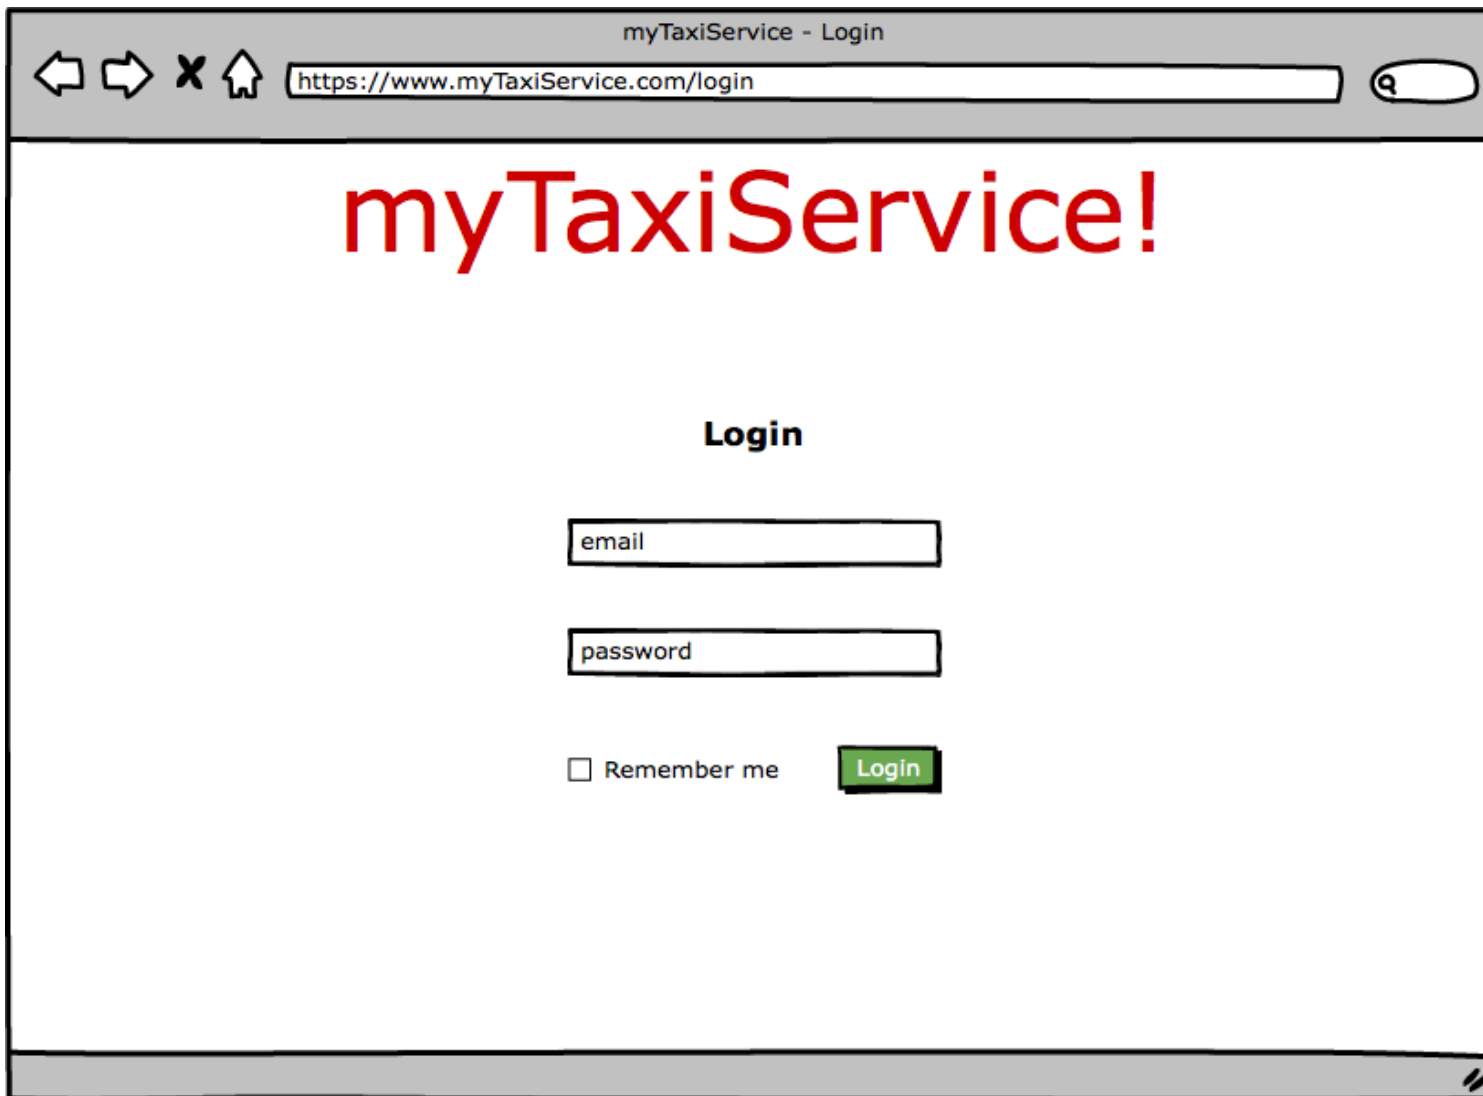 myTaxiService - Login
https://www.myTaxiService.com/login
myTaxiService!
Login
email
password
Remember me Login